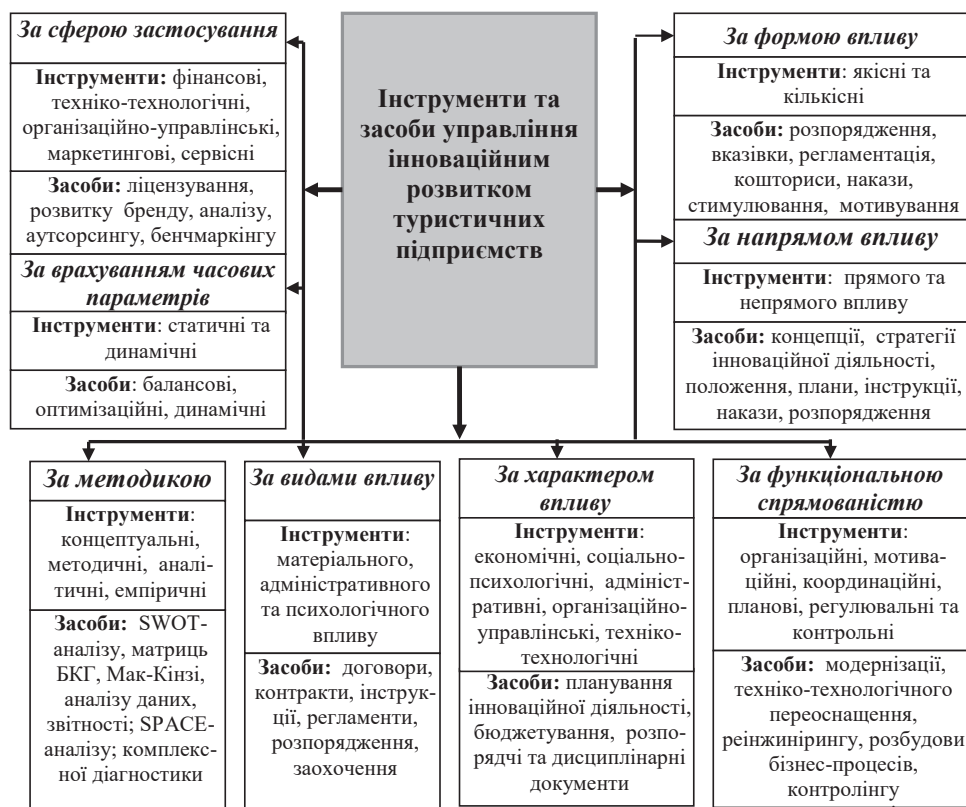 За сферою застосування
Інструменти: фінансові,
техніко-технологічні,
організаційно-управлінські,
маркетингові, сервісні
Засоби: ліцензування,
розвитку бренду, аналізу,
аутсорсингу, бенчмаркінгу
За врахуванням часових
параметрів
Інструменти: статичні та
динамічні
Засоби: балансові,
оптимізаційні, динамічні
Інструменти та
засоби управління
інноваційним
розвитком
туристичних
підприємств
За формою впливу
Інструменти: якісні та
кількісні
Засоби: розпорядження,
вказівки, регламентація,
кошториси, накази,
стимулювання, мотивування
За напрямом впливу
Інструменти: прямого та
непрямого впливу
Засоби: концепції, стратегії
інноваційної діяльності,
положення, плани, інструкції,
накази, розпорядження
За методикою
Інструменти:
концептуальні,
методичні, аналі-
тичні, емпіричні
Засоби: SWOT-
аналізу, матриць
БКГ, Мак-Кінзі,
аналізу даних,
звітності; SPACE-
аналізу; комплекс-
ної діагностики
За видами впливу
Інструменти:
матеріального,
адміністративного
та психологічного
впливу
Засоби: договори,
контракти, інструк-
ції, регламенти,
розпорядження,
заохочення
За характером
впливу
Інструменти:
економічні, соціально-
психологічні, адмініст-
ративні, організаційно-
управлінські, техніко-
технологічні
Засоби: планування
інноваційної діяльності,
бюджетування, розпо-
рядчі та дисциплінарні
документи
За функціональною
спрямованістю
Інструменти:
організаційні, мотива-
ційні, координаційні,
планові, регулювальні та
контрольні
Засоби: модернізації,
техніко-технологічного
переоснащення,
реінжинірингу, розбудови
бізнес-процесів,
контролінгу